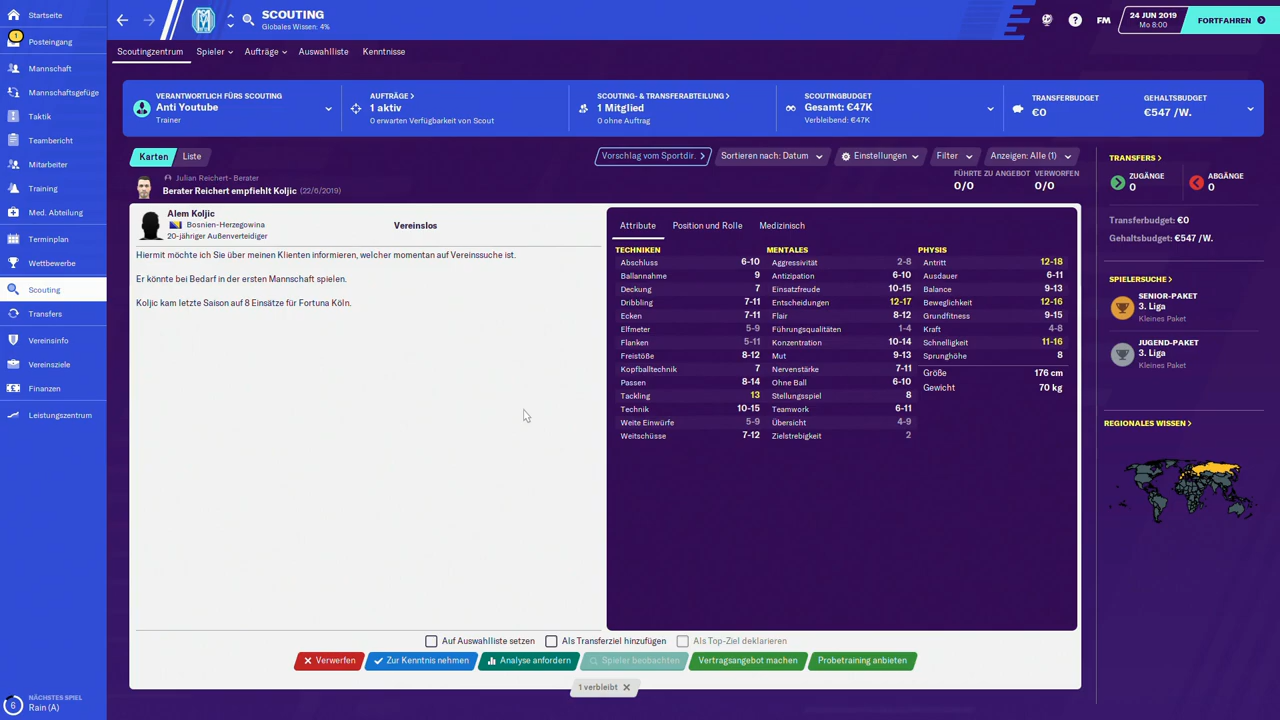 Startseite
1
Posteingang
Mannschaft
Mannschaftsgefüge
Taktik
Teambericht
Mitarbeiter
Training
Med. Abteilung
Terminplan
Wettbewerbe
Scouting
Transfers
Vereinsinfo
Vereinsziele
Finanzen
Leistungszentrum
6
NÄCHSTES SPIEL
Rain (A)
SCOUTING
Globales Wissen: 4%
?
FM
24 JUN 2019
Mo 8:00
FORTFAHREN
Scoutingzentrum
Spieler
Aufträge
Auswahlliste
Kenntnisse
VERANTWORTLICH FÜRS SCOUTING
Anti Youtube
Trainer
AUFTRÄGE >
1 aktiv
0 erwarten Verfügbarkeit von Scout
SCOUTING- & TRANSFERABTEILUNG >
1 Mitglied
0 ohne Auftrag
SCOUTINGBUDGET
Gesamt: €47K
Verbleibend: €47K
TRANSFERBUDGET
€0
GEHALTSBUDGET
€547 /W.
Karten
Liste
Vorschlag vom Sportdir. >
Sortieren nach: Datum
Einstellungen
Filter
Anzeigen: Alle (1)
Julian Reichert- Berater
Berater Reichert empfiehlt Koljic (22/6/2019)
FÜHRTE ZU ANGEBOT
0/0
VERWORFEN
0/0
Alem Koljic
Bosnien-Herzegowina
20-jähriger Außenverteidiger
Vereinslos
Hiermit möchte ich Sie über meinen Klienten informieren, welcher momentan auf Vereinssuche ist.
Er könnte bei Bedarf in der ersten Mannschaft spielen.
Koljic kam letzte Saison auf 8 Einsätze für Fortuna Köln.
Attribute
Position und Rolle
Medizinisch
TECHNIKEN
Abschluss 6-10
Ballannahme 9
Deckung 7
Dribbling 7-11
Ecken 7-11
Elfmeter 5-9
Flanken 5-11
Freistöße 8-12
Kopfballtechnik 7
Passen 8-14
Tackling 13
Technik 10-15
Weite Einwürfe 5-9
Weitschüsse 7-12
MENTALES
Aggressivität 2-8
Antizipation 6-10
Einsatzfreude 10-15
Entscheidungen 12-17
Flair 8-12
Führungsqualitäten 1-4
Konzentration 10-14
Mut 9-13
Nervenstärke 7-11
Ohne Ball 6-10
Stellungsspiel 8
Teamwork 6-11
Übersicht 4-9
Zielstrebigkeit 2
PHYSIS
Antritt 12-18
Ausdauer 6-11
Balance 9-13
Beweglichkeit 12-16
Grundfitness 9-15
Kraft 4-8
Schnelligkeit 11-16
Sprunghöhe 8
Größe 176 cm
Gewicht 70 kg
Auf Auswahlliste setzen
Als Transferziel hinzufügen
Als Top-Ziel deklarieren
Verwerfen
Zur Kenntnis nehmen
Analyse anfordern
Spieler beobachten
Vertragsangebot machen
Probetraining anbieten
1 verbleibt
TRANSFERS >
ZUGÄNGE
0
ABGÄNGE
0
Transferbudget: €0
Gehaltsbudget: €547 /W.
SPIELERSUCHE >
SENIOR-PAKET
3. Liga
Kleines Paket
JUGEND-PAKET
3. Liga
Kleines Paket
REGIONALES WISSEN >